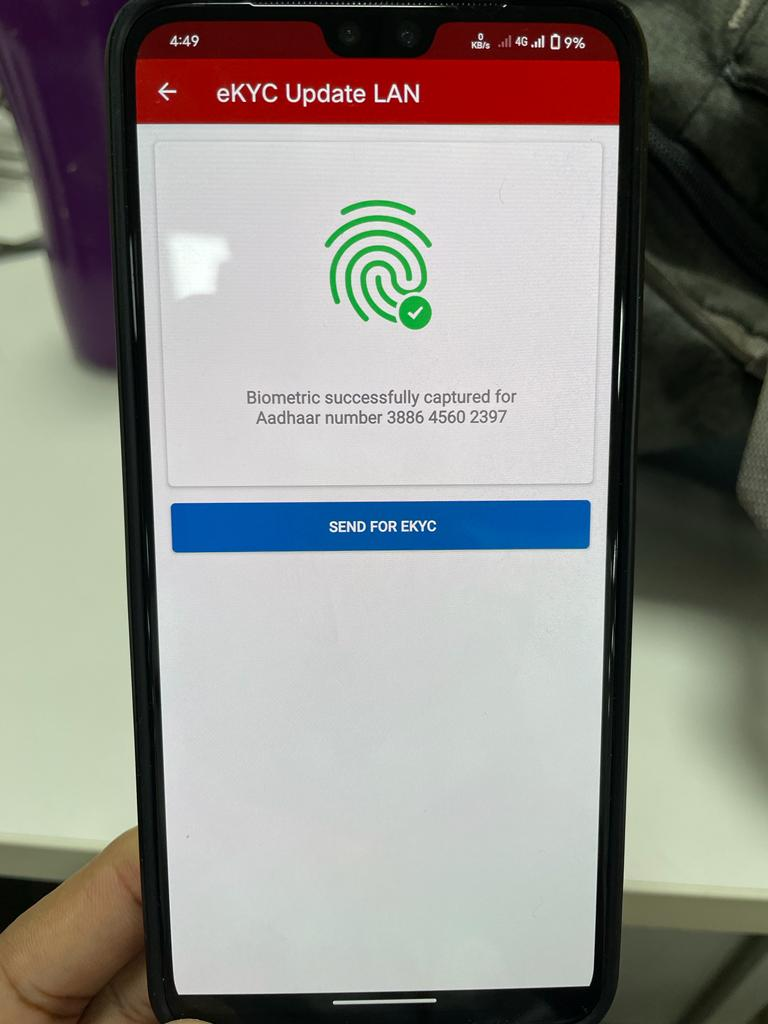 4:49
0 KB/s 4G 9%
eKYC Update LAN
Biometric successfully captured for
Aadhaar number 3886 4560 2397
SEND FOR EKYC